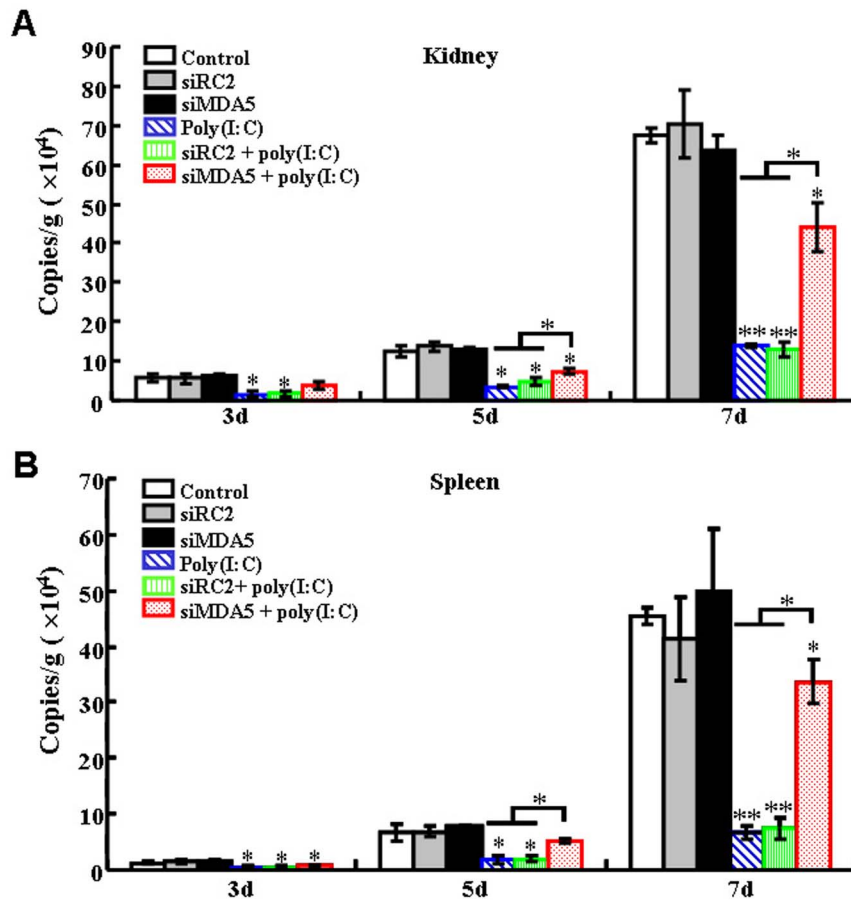 A
Kidney
Control
siRC2
siMDA5
Poly(I:C)
siRC2 + poly(I:C)
siMDA5 + poly(I:C)
Copies/g ( ×10⁴)
90
80
70
60
50
40
30
20
10
0
*
*
*
*
*
*
*
**
**
*
3d
5d
7d
B
Spleen
Control
siRC2
siMDA5
Poly(I:C)
siRC2+ poly(I:C)
siMDA5 + poly(I:C)
Copies/g ( ×10⁴)
70
60
50
40
30
20
10
0
*
*
*
*
*
*
*
*
**
**
*
3d
5d
7d